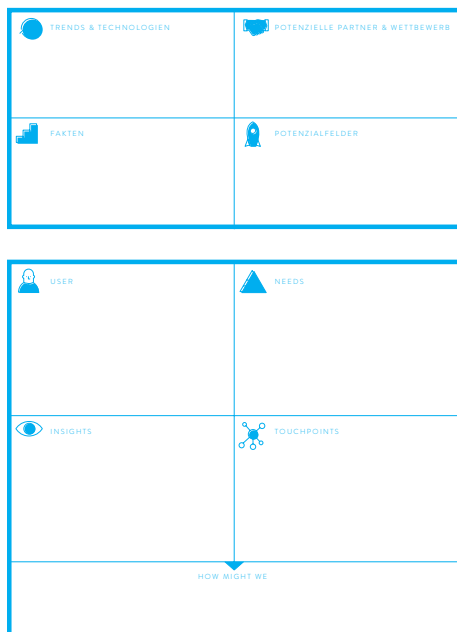 TRENDS & TECHNOLOGIEN
POTENZIELLE PARTNER & WETTBEWERB
FAKTEN
POTENZIALFELDER
USER
NEEDS
INSIGHTS
TOUCHPOINTS
HOW MIGHT WE